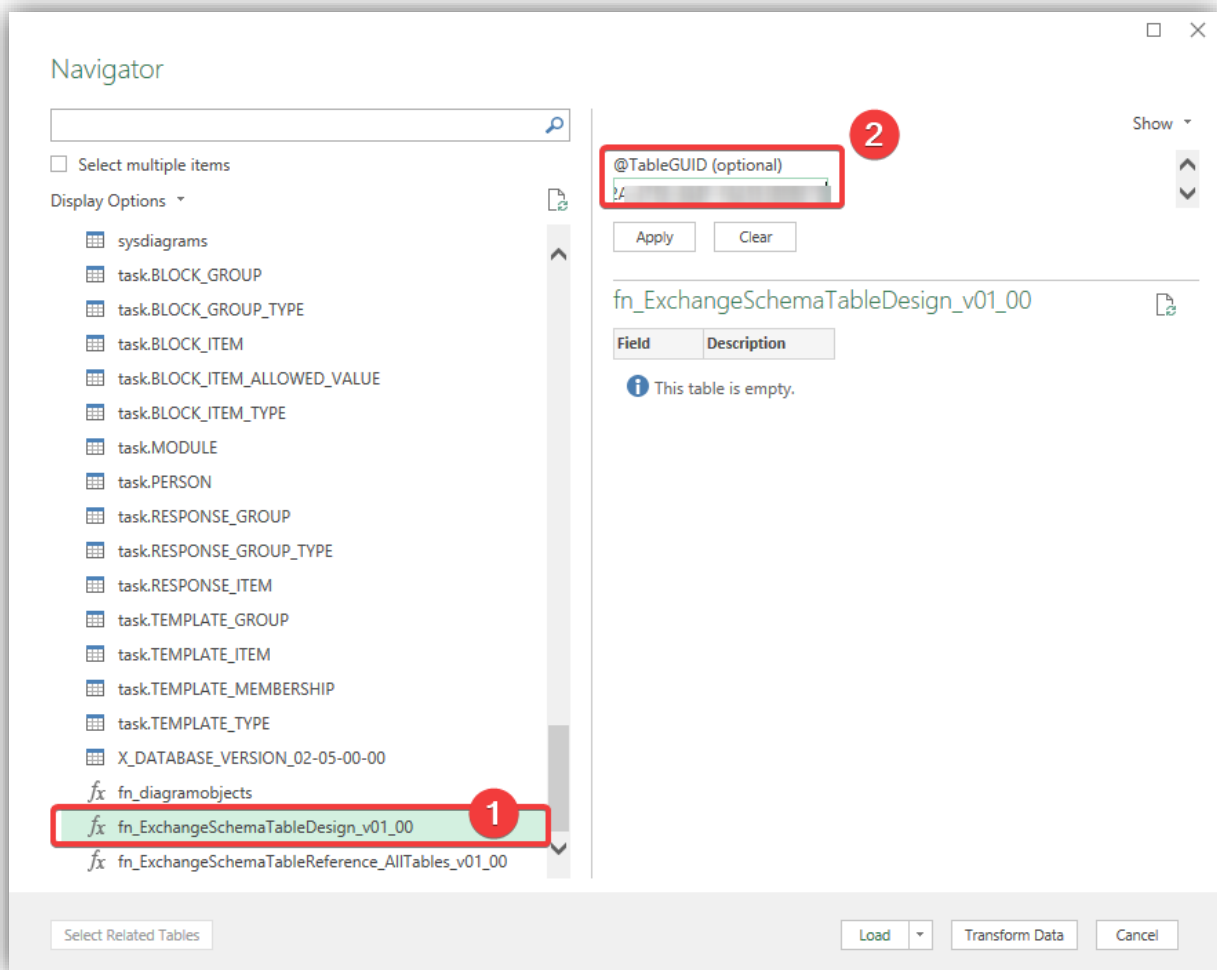 Navigator
Show
2
Select multiple items
@TableGUID (optional)
Display Options
Apply
Clear
sysdiagrams
task.BLOCK_GROUP
task.BLOCK_GROUP_TYPE
task.BLOCK_ITEM
task.BLOCK_ITEM_ALLOWED_VALUE
task.BLOCK_ITEM_TYPE
task.MODULE
task.PERSON
task.RESPONSE_GROUP
task.RESPONSE_GROUP_TYPE
task.RESPONSE_ITEM
task.TEMPLATE_GROUP
task.TEMPLATE_ITEM
task.TEMPLATE_MEMBERSHIP
task.TEMPLATE_TYPE
X_DATABASE_VERSION_02-05-00-00
fx fn_diagramobjects
fx fn_ExchangeSchemaTableDesign_v01_00
1
fx fn_ExchangeSchemaTableReference_AllTables_v01_00
fn_ExchangeSchemaTableDesign_v01_00
Field Description
This table is empty.
Select Related Tables
Load
Transform Data
Cancel